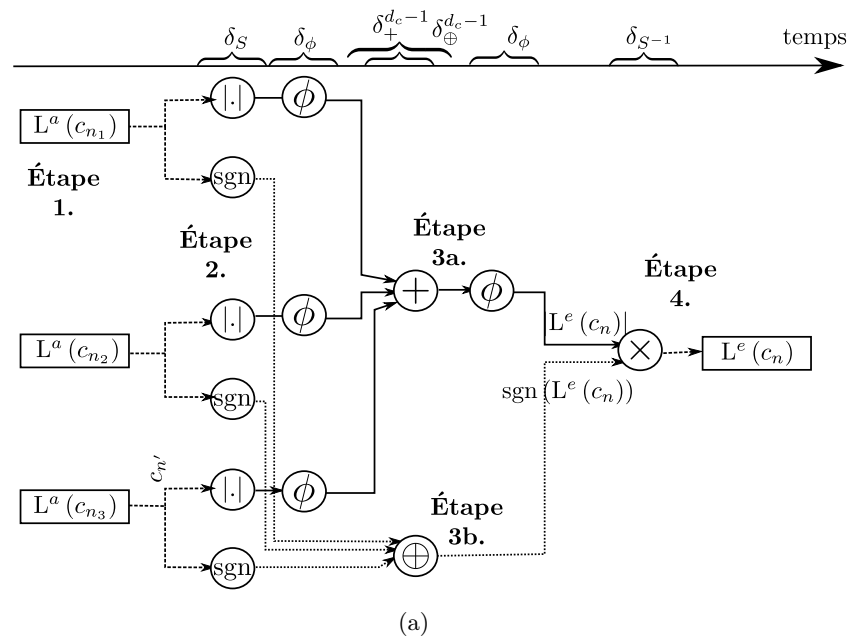 δ_S δ_φ δ_+^{d_c−1} δ_⊕^{d_c−1} δ_φ δ_{S^{−1}} temps
L^a (c_{n_1}) |.| ϕ
Étape
1.
sgn
Étape
2.
Étape
3a.
+ ϕ
Étape
4.
L^a (c_{n_2}) |.| ϕ
|L^e (c_n)|
× L^e (c_n)
sgn
sgn (L^e (c_n))
c_{n'}
L^a (c_{n_3}) |.| ϕ
Étape
3b.
sgn ⊕
(a)